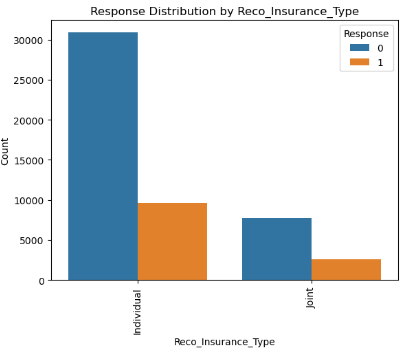 Response Distribution by Reco_Insurance_Type
Response
0
1
Count
30000
25000
20000
15000
10000
5000
0
Individual
Joint
Reco_Insurance_Type